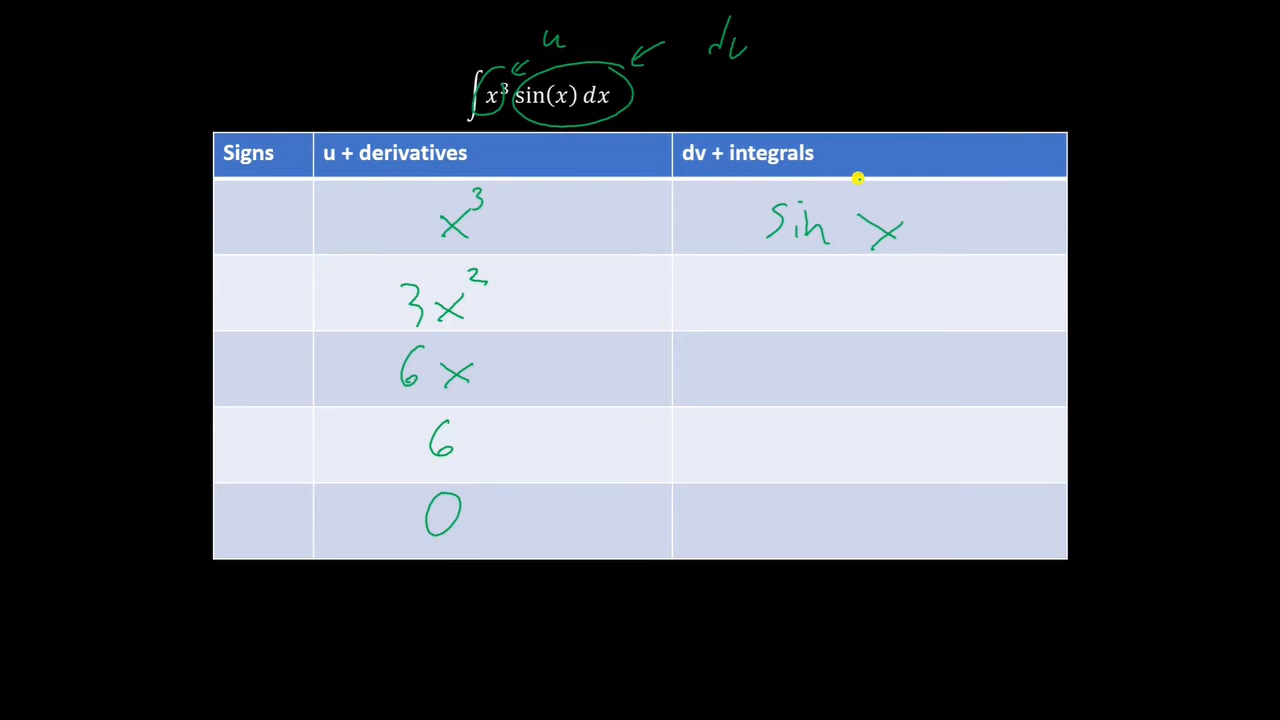 u dv
∫ x³ sin(x) dx
Signs u + derivatives dv + integrals
x³ sin x
3x²
6x
6
0